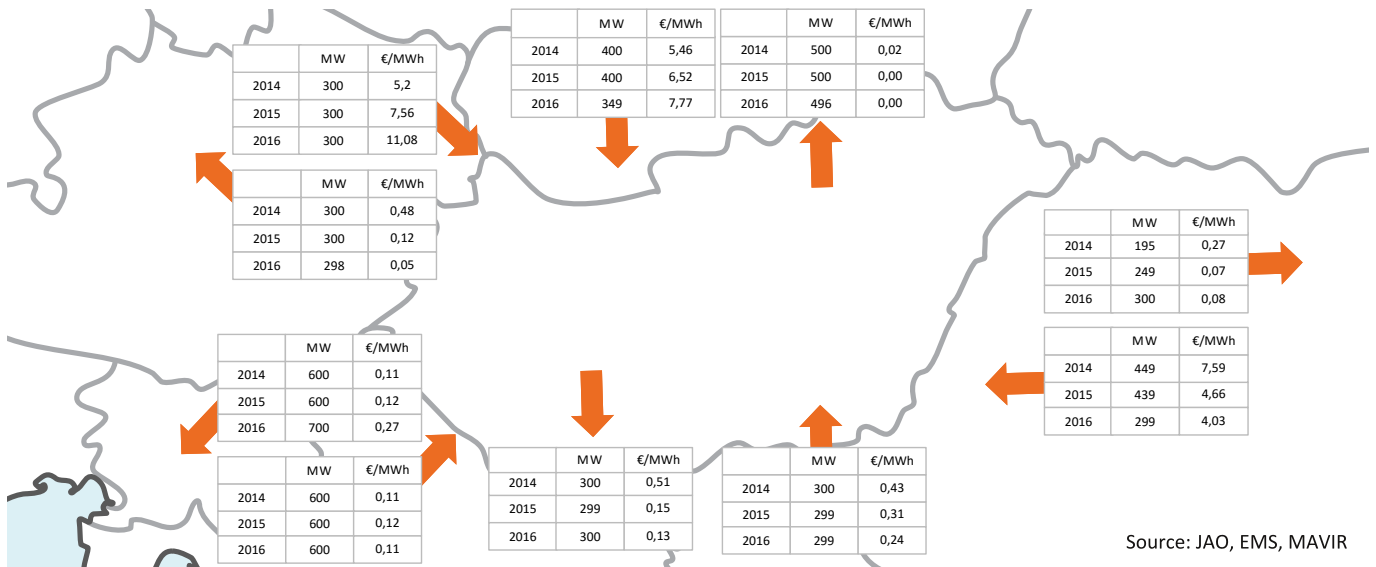 MW €/MWh
2014 300 5,2
2015 300 7,56
2016 300 11,08
MW €/MWh
2014 400 5,46
2015 400 6,52
2016 349 7,77
MW €/MWh
2014 500 0,02
2015 500 0,00
2016 496 0,00
MW €/MWh
2014 300 0,48
2015 300 0,12
2016 298 0,05
MW €/MWh
2014 195 0,27
2015 249 0,07
2016 300 0,08
MW €/MWh
2014 449 7,59
2015 439 4,66
2016 299 4,03
MW €/MWh
2014 600 0,11
2015 600 0,12
2016 700 0,27
MW €/MWh
2014 600 0,11
2015 600 0,12
2016 600 0,11
MW €/MWh
2014 300 0,51
2015 299 0,15
2016 300 0,13
MW €/MWh
2014 300 0,43
2015 299 0,31
2016 299 0,24
Source: JAO, EMS, MAVIR